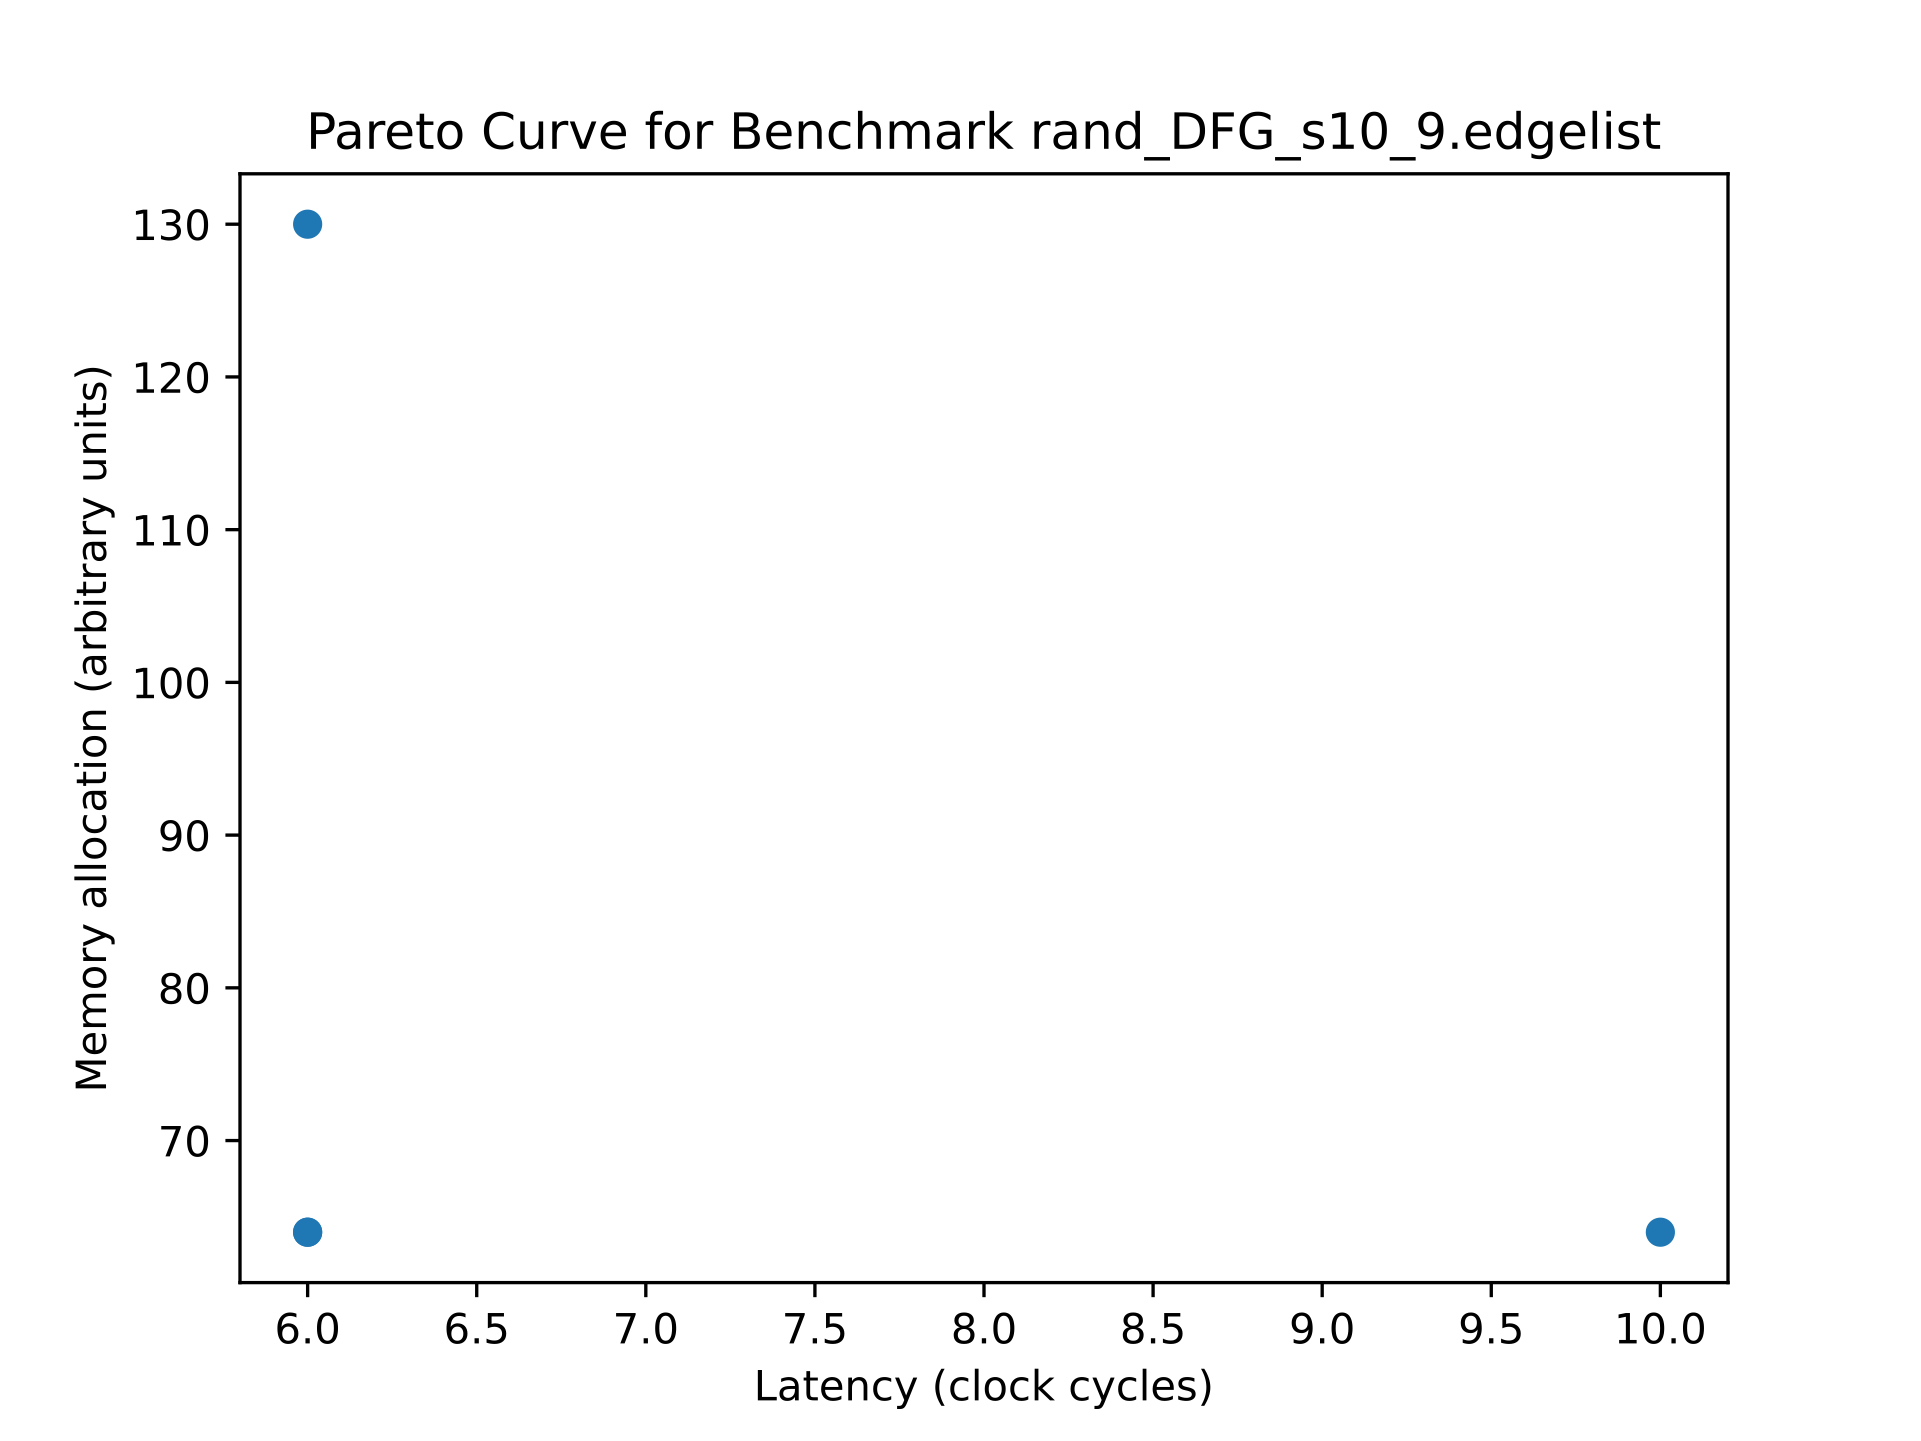 Pareto Curve for Benchmark rand_DFG_s10_9.edgelist
130
120
110
100
90
80
70
Memory allocation (arbitrary units)
6.0 6.5 7.0 7.5 8.0 8.5 9.0 9.5 10.0
Latency (clock cycles)